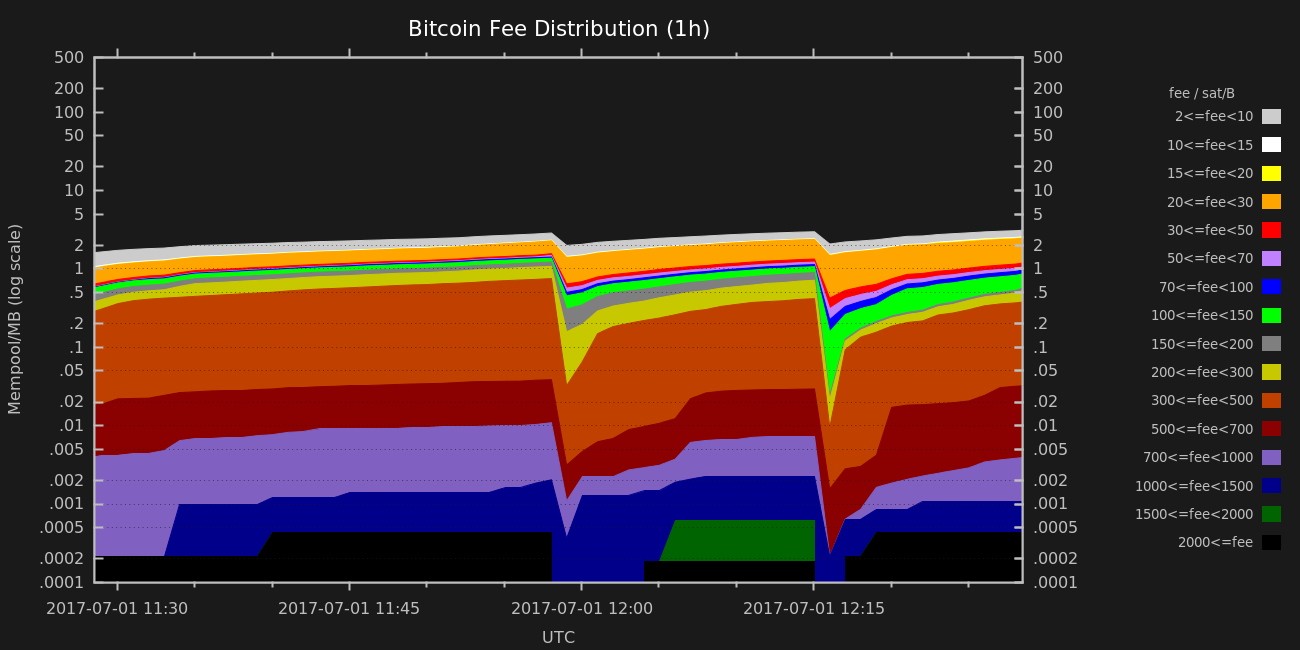 Bitcoin Fee Distribution (1h)
Mempool/MB (log scale)
500
200
100
50
20
10
5
2
1
.5
.2
.1
.05
.02
.01
.005
.002
.001
.0005
.0002
.0001
500
200
100
50
20
10
5
2
1
.5
.2
.1
.05
.02
.01
.005
.002
.001
.0005
.0002
.0001
2017-07-01 11:30
2017-07-01 11:45
2017-07-01 12:00
2017-07-01 12:15
UTC
fee / sat/B
2<=fee<10
10<=fee<15
15<=fee<20
20<=fee<30
30<=fee<50
50<=fee<70
70<=fee<100
100<=fee<150
150<=fee<200
200<=fee<300
300<=fee<500
500<=fee<700
700<=fee<1000
1000<=fee<1500
1500<=fee<2000
2000<=fee